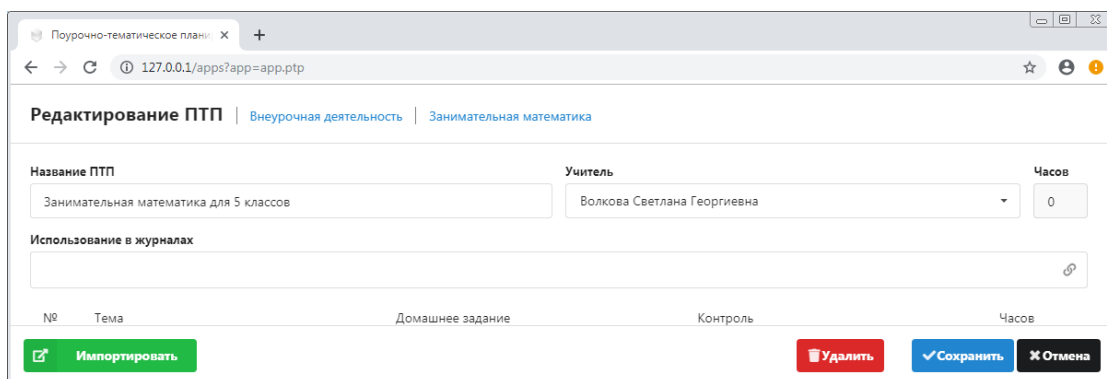 Поурочно-тематическое плани
127.0.0.1/apps?app=app.ptp
Редактирование ПТП | Внеурочная деятельность | Занимательная математика
Название ПТП Учитель Часов
Занимательная математика для 5 классов Волкова Светлана Георгиевна 0
Использование в журналах
№ Тема Домашнее задание Контроль Часов
Импортировать Удалить Сохранить Отмена